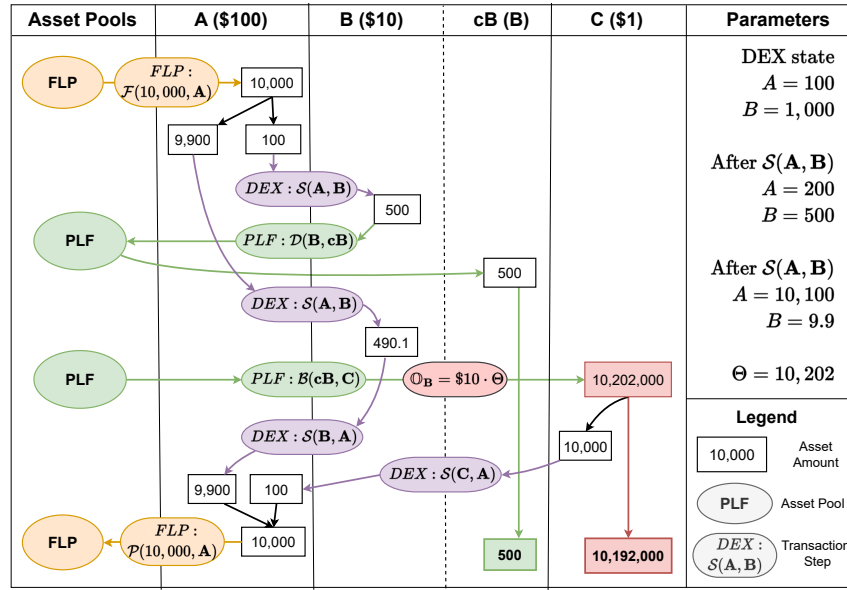 Asset Pools A ($100) B ($10) cB (B) C ($1) Parameters
FLP
FLP :
F(10,000, A)
10,000
9,900
100
DEX : S(A, B)
500
PLF
PLF : D(B, cB)
500
DEX : S(A, B)
490.1
PLF
PLF : B(cB, C)
𝕆B = $10 · Θ
10,202,000
DEX : S(B, A)
10,000
DEX : S(C, A)
9,900
100
FLP
FLP :
P(10,000, A)
10,000
500
10,192,000
DEX state
A = 100
B = 1,000
After S(A, B)
A = 200
B = 500
After S(A, B)
A = 10,100
B = 9.9
Θ = 10,202
Legend
10,000
Asset
Amount
PLF
Asset Pool
DEX :
S(A, B)
Transaction
Step